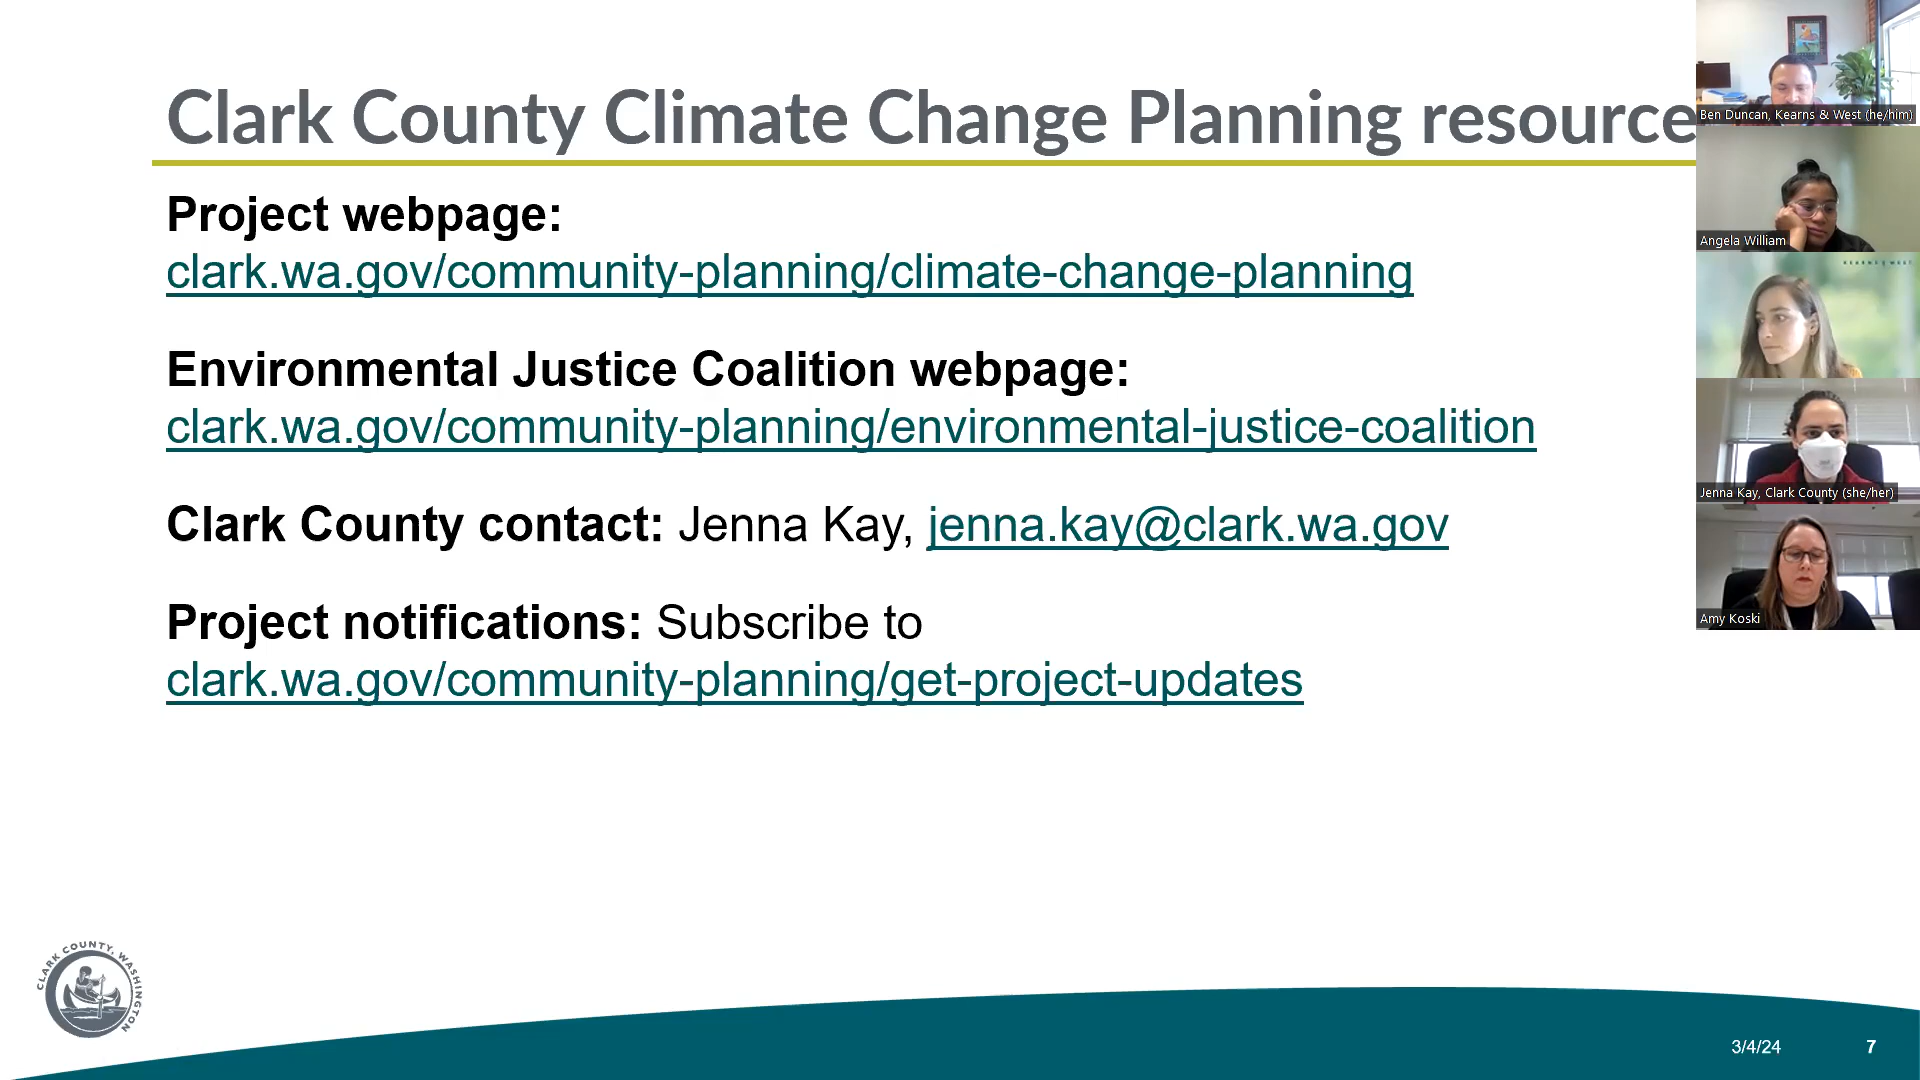 Clark County Climate Change Planning resource
Project webpage:
clark.wa.gov/community-planning/climate-change-planning
Environmental Justice Coalition webpage:
clark.wa.gov/community-planning/environmental-justice-coalition
Clark County contact: Jenna Kay, jenna.kay@clark.wa.gov
Project notifications: Subscribe to
clark.wa.gov/community-planning/get-project-updates
Ben Duncan, Kearns & West (he/him)
Angela William
KEARNS & WEST
Jenna Kay, Clark County (she/her)
Amy Koski
CLARK COUNTY, WASHINGTON
3/4/24
7